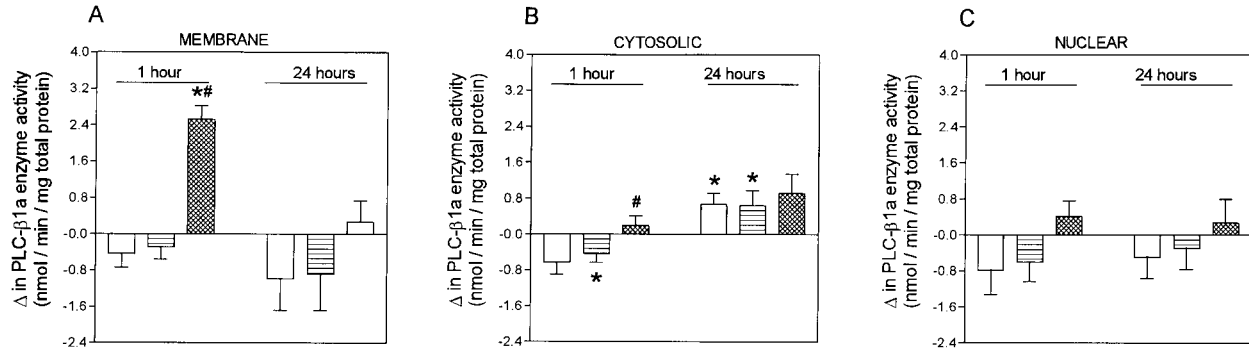 A
MEMBRANE
Δ in PLC-β1a enzyme activity
(nmol / min / mg total protein)
4.0
3.2
2.4
1.6
0.8
-0.0
-0.8
-1.6
-2.4
1 hour
24 hours
*#
B
CYTOSOLIC
Δ in PLC-β1a enzyme activity
(nmol / min / mg total protein)
4.0
3.2
2.4
1.6
0.8
-0.0
-0.8
-1.6
-2.4
1 hour
24 hours
#
*
*
*
C
NUCLEAR
Δ in PLC-β1a enzyme activity
(nmol / min / mg total protein)
4.0
3.2
2.4
1.6
0.8
-0.0
-0.8
-1.6
-2.4
1 hour
24 hours